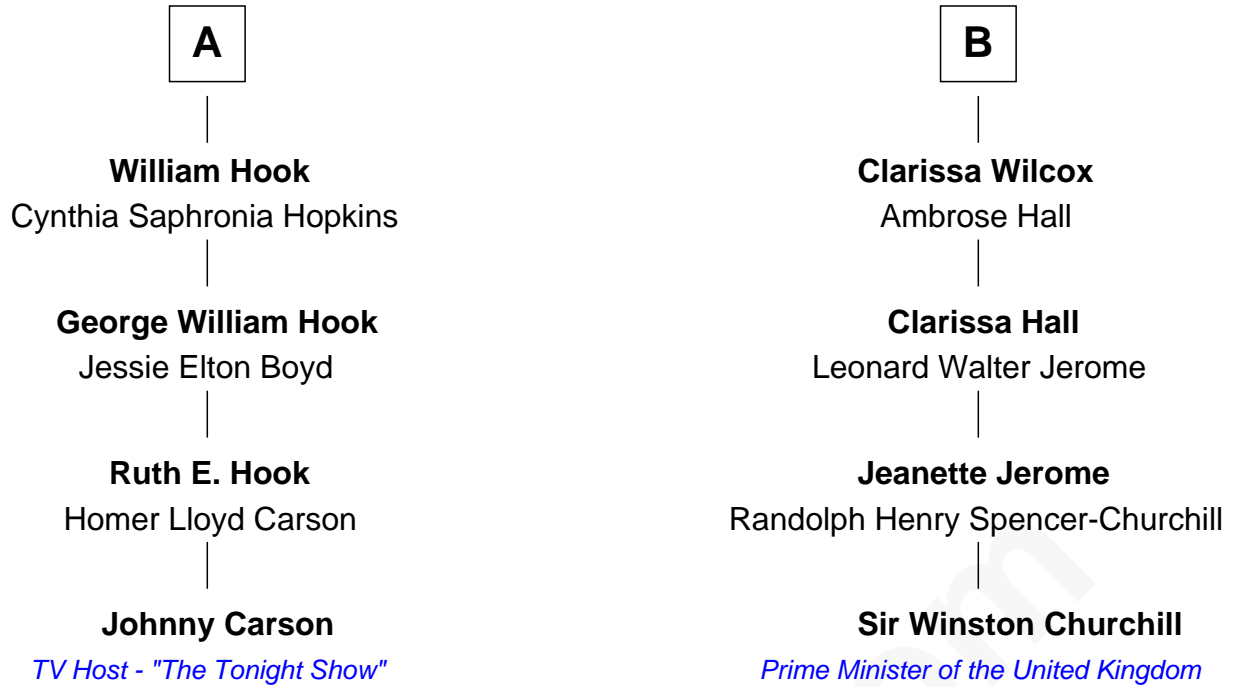 A
William Hook
Cynthia Saphronia Hopkins
George William Hook
Jessie Elton Boyd
Ruth E. Hook
Homer Lloyd Carson
Johnny Carson
TV Host - "The Tonight Show"
B
Clarissa Wilcox
Ambrose Hall
Clarissa Hall
Leonard Walter Jerome
Jeanette Jerome
Randolph Henry Spencer-Churchill
Sir Winston Churchill
Prime Minister of the United Kingdom